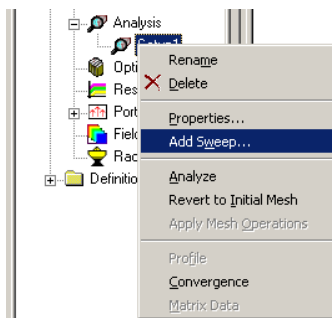 Analysis
Setup1
Opti
Res
Port
Field
Rad
Definitio
Rename
Delete
Properties...
Add Sweep...
Analyze
Revert to Initial Mesh
Apply Mesh Operations
Profile
Convergence
Matrix Data